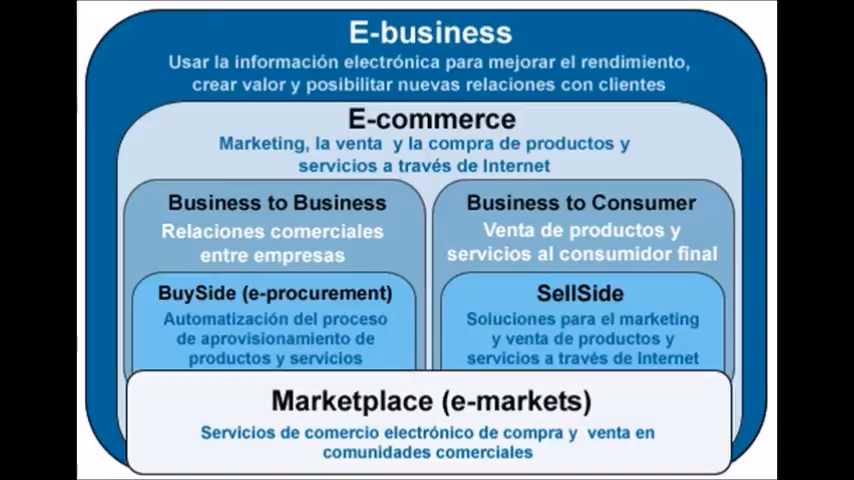 E-business
Usar la información electrónica para mejorar el rendimiento,
crear valor y posibilitar nuevas relaciones con clientes
E-commerce
Marketing, la venta y la compra de productos y
servicios a través de Internet
Business to Business
Relaciones comerciales
entre empresas
BuySide (e-procurement)
Automatización del proceso
de aprovisionamiento de
productos y servicios
Business to Consumer
Venta de productos y
servicios al consumidor final
SellSide
Soluciones para el marketing
y venta de productos y
servicios a través de Internet
Marketplace (e-markets)
Servicios de comercio electrónico de compra y venta en
comunidades comerciales